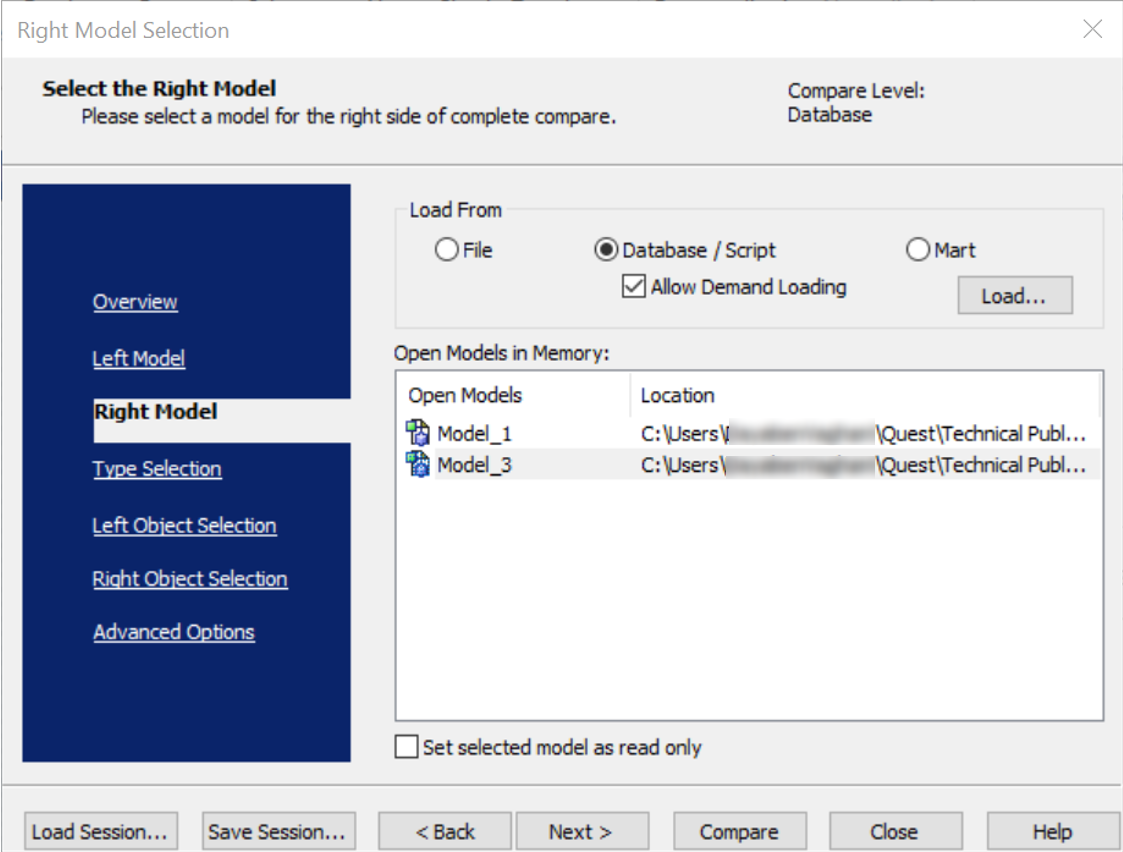 Right Model Selection
Select the Right Model
Please select a model for the right side of complete compare.
Compare Level:
Database
Overview
Left Model
Right Model
Type Selection
Left Object Selection
Right Object Selection
Advanced Options
Load From
File Database / Script Mart
Allow Demand Loading
Load...
Open Models in Memory:
Open Models Location
Model_1 C:\Users\ \Quest\Technical Publ...
Model_3 C:\Users\ \Quest\Technical Publ...
Set selected model as read only
Load Session... Save Session... < Back Next > Compare Close Help